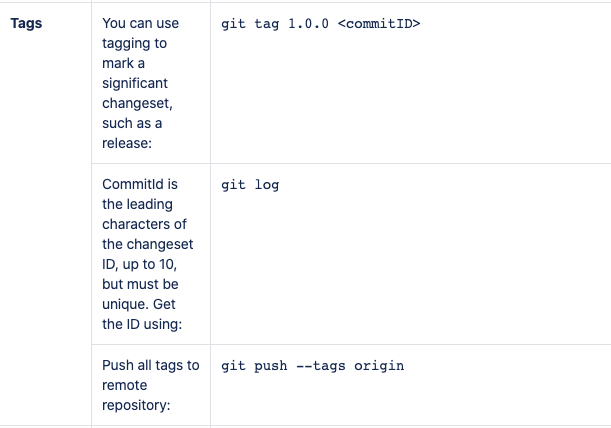 Tags
You can use
tagging to
mark a
significant
changeset,
such as a
release:
git tag 1.0.0 <commitID>
CommitId is
the leading
characters of
the changeset
ID, up to 10,
but must be
unique. Get
the ID using:
git log
Push all tags to
remote
repository:
git push --tags origin